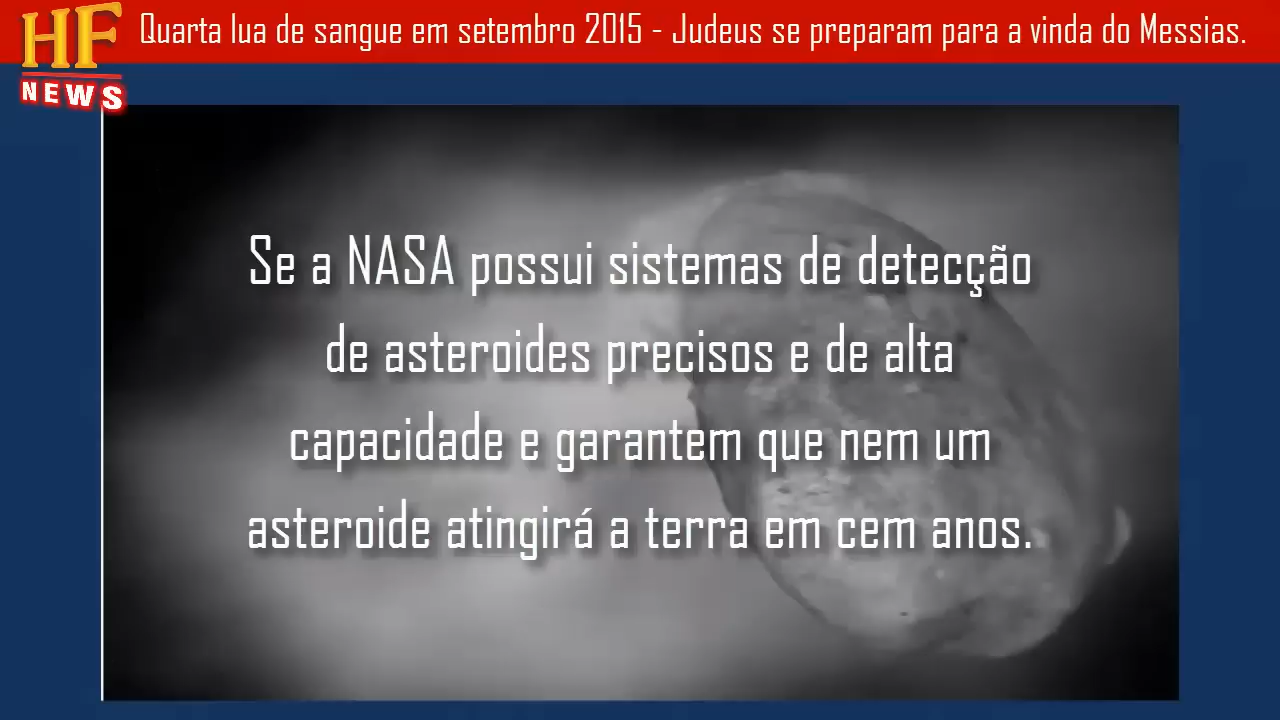 HF
NEWS
Quarta lua de sangue em setembro 2015 - Judeus se preparam para a vinda do Messias.
Se a NASA possui sistemas de detecção
de asteroides precisos e de alta
capacidade e garantem que nem um
asteroide atingirá a terra em cem anos.